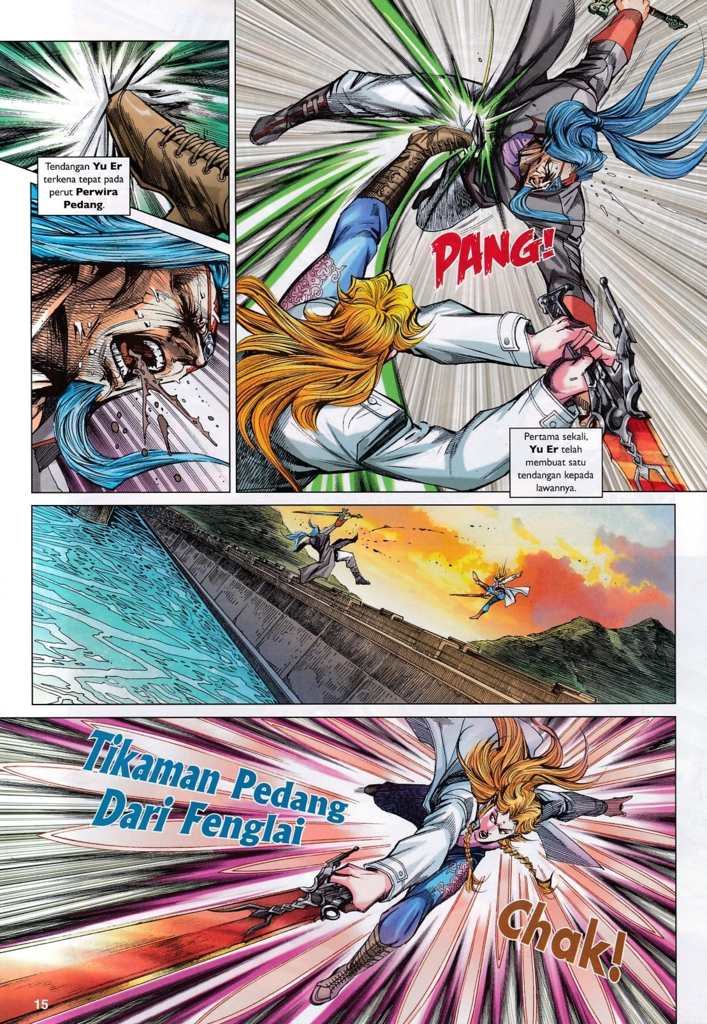 PANG!
Tendangan Yu Er
terkena tepat pada
perut Perwira
Pedang.
Pertama sekali,
Yu Er telah
membuat satu
tendangan kepada
lawannya.
Tikaman Pedang
Dari Fenglai
Chak!
15